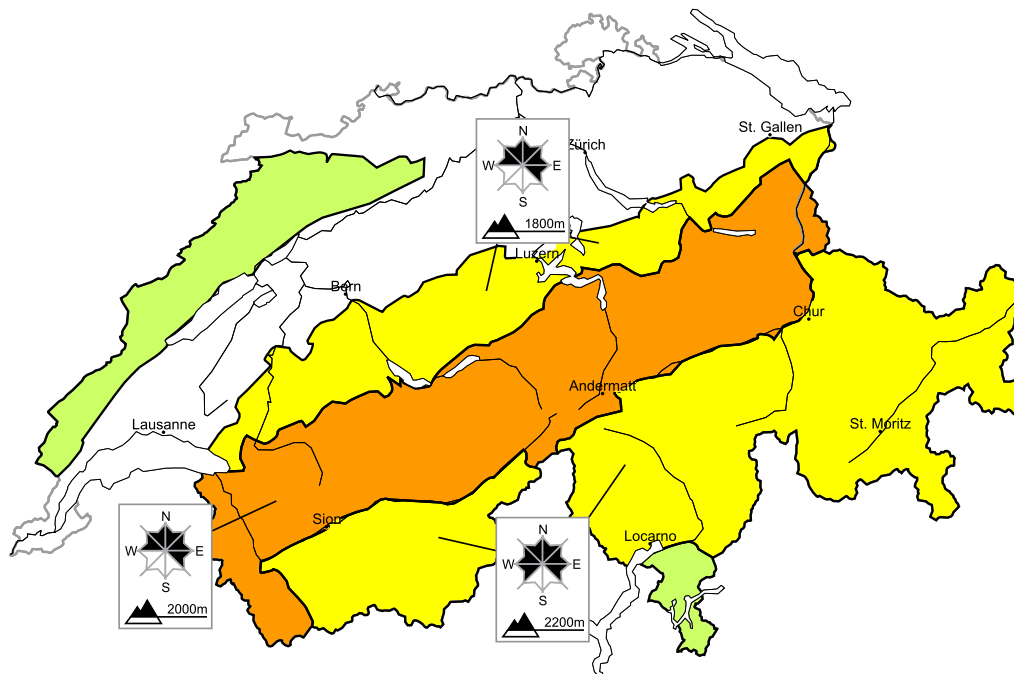 St. Gallen
N
Zürich
W E
S
1800m
Luzern
Bern
Chur
Andermatt
Lausanne
St. Moritz
Sion
N
W E
S
2000m
N
Locarno
W E
S
2200m